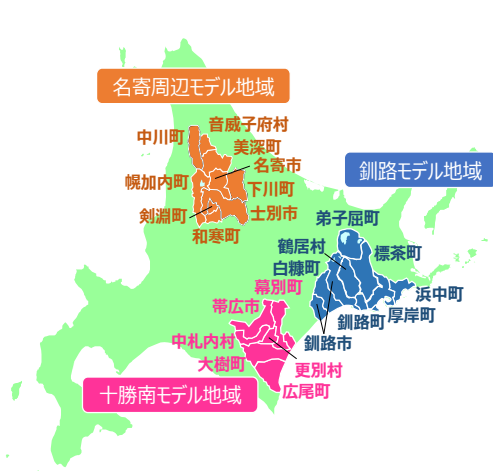 名寄周辺モデル地域
音威子府村
中川町
美深町
名寄市
幌加内町
下川町
剣淵町
士別市
和寒町
釧路モデル地域
弟子屈町
鶴居村
標茶町
白糠町
浜中町
厚岸町
釧路町
釧路市
幕別町
帯広市
中札内村
大樹町
更別村
広尾町
十勝南モデル地域